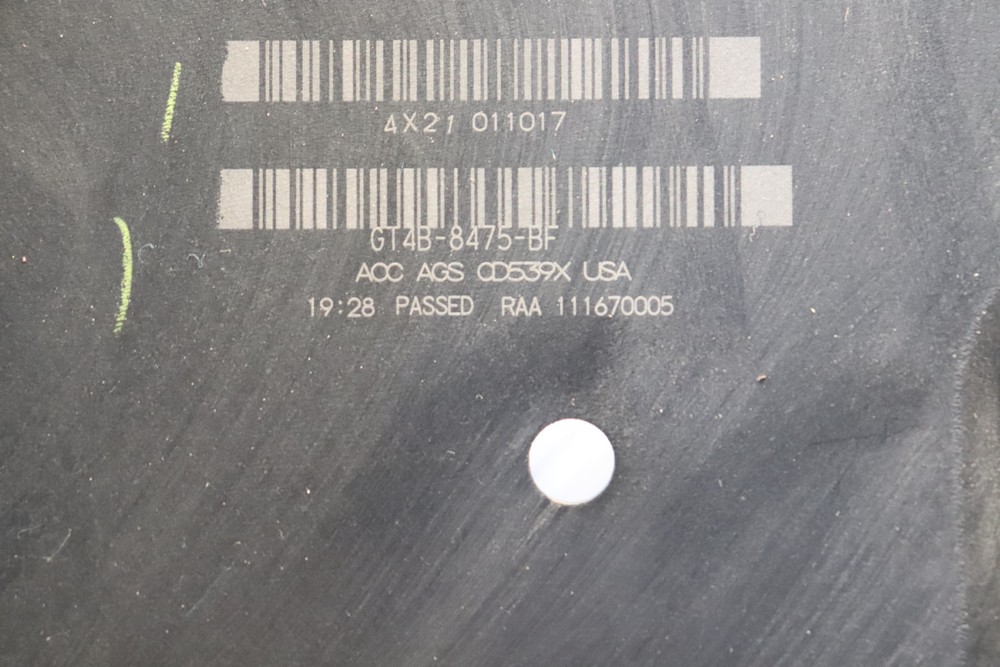 4X21 011017
GT4B-8475-BF
ACC AGS CD539X USA
19:28 PASSED RAA 111670005